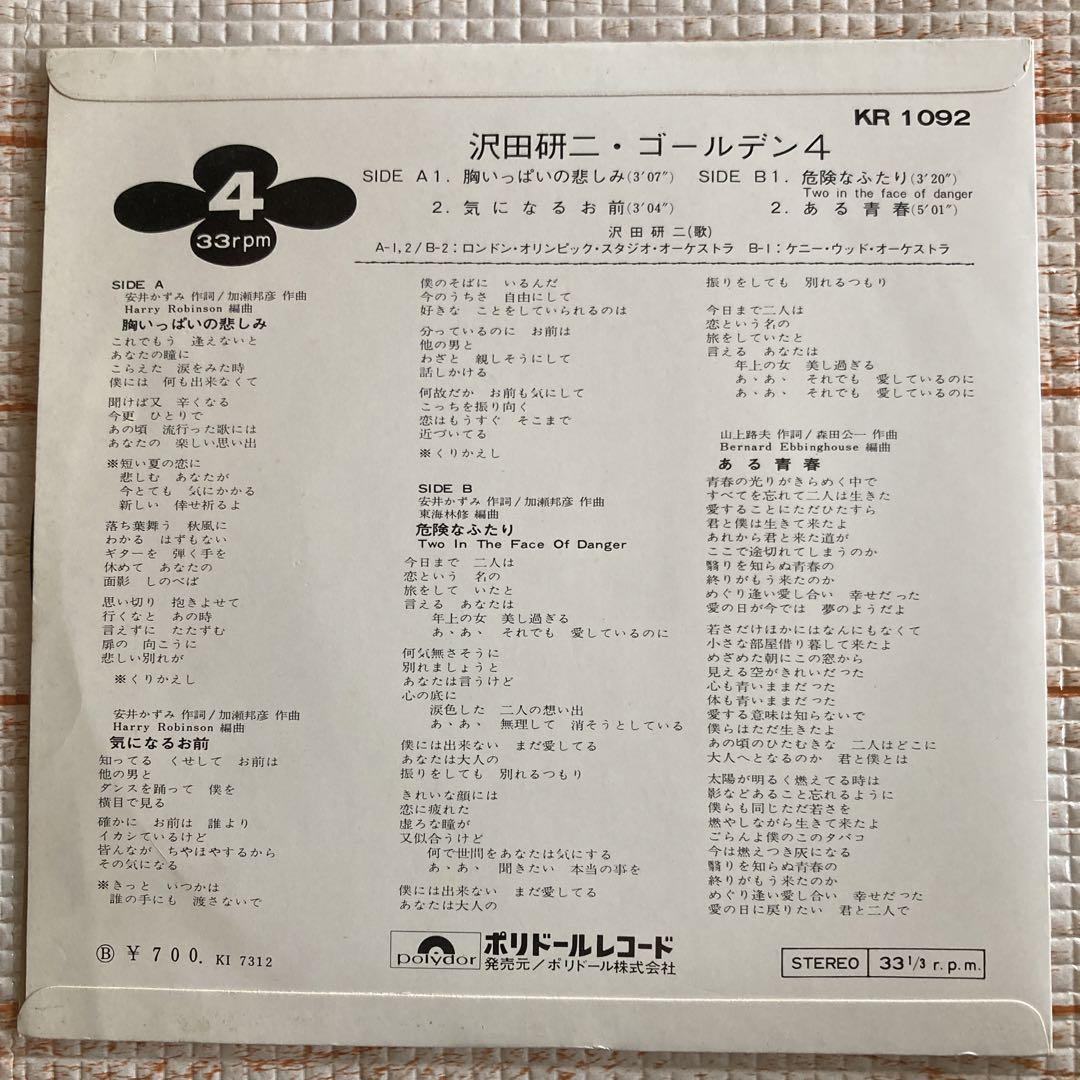 KR 1092
沢田研二・ゴールデン4
SIDE A 1. 胸いっぱいの悲しみ(3'07") SIDE B 1. 危険なふたり(3'20")
Two in the face of danger
2. 気になるお前(3'04") 2. ある青春(5'01")
沢田研二(歌)
A-1, 2/B-2:ロンドン・オリンピック・スタジオ・オーケストラ B-1:ケニー・ウッド・オーケストラ
4
33rpm
SIDE A
安井かずみ 作詞/加瀬邦彦 作曲
Harry Robinson 編曲
胸いっぱいの悲しみ
これでもう 逢えないと
あなたの瞳に
こらえた 涙をみた時
僕には 何も出来なくて
聞けば又 辛くなる
今更 ひとりで
あの頃 流行った歌には
あなたの 楽しい思い出
※短い夏の恋に
悲しむ あなたが
今とても 気にかかる
新しい 倖せ祈るよ
落ち葉舞う 秋風に
わかる はずもない
ギターを 弾く手を
休めて あなたの
面影 しのべば
思い切り 抱きよせて
行くなと あの時
言えずに たたずむ
扉の 向こうに
悲しい別れが
※くりかえし
安井かずみ 作詞/加瀬邦彦 作曲
Harry Robinson 編曲
気になるお前
知ってる くせして お前は
他の男と
ダンスを踊って 僕を
横目で見る
確かに お前は 誰より
イカシているけど
皆んなが ちやほやするから
その気になる
※きっと いつかは
誰の手にも 渡さないで
僕のそばに いるんだ
今のうちさ 自由にして
好きな ことをしていられるのは
分っているのに お前は
他の男と
わざと 親しそうにして
話しかける
何故だか お前も気にして
こっちを振り向く
恋はもうすぐ そこまで
近づいてる
※くりかえし
SIDE B
安井かずみ 作詞/加瀬邦彦 作曲
東海林修 編曲
危険なふたり
Two In The Face Of Danger
今日まで 二人は
恋という 名の
旅をして いたと
言える あなたは
年上の女 美し過ぎる
あ、あ、 それでも 愛しているのに
何気無さそうに
別れましょうと
あなたは言うけど
心の底に
涙色した 二人の想い出
あ、あ、 無理して 消そうとしている
僕には出来ない まだ愛してる
あなたは大人の
振りをしても 別れるつもり
きれいな顔には
恋に疲れた
虚ろな瞳が
又似合うけど
何で世間をあなたは気にする
あ、あ、 聞きたい 本当の事を
僕には出来ない まだ愛してる
あなたは大人の
振りをしても 別れるつもり
今日まで二人は
恋という名の
旅をしていたと
言える あなたは
年上の女 美し過ぎる
あ、あ、 それでも 愛しているのに
あ、あ、 それでも 愛しているのに
山上路夫 作詞/森田公一 作曲
Bernard Ebbinghouse 編曲
ある青春
青春の光りがきらめく中で
すべてを忘れて二人は生きた
愛することにただひたすら
君と僕は生きて来たよ
あれから君と来た道が
ここで途切れてしまうのか
翳りを知らぬ青春の
終りがもう来たのか
めぐり逢い愛し合い 幸せだった
愛の日が今では 夢のようだよ
若さだけほかにはなんにもなくて
小さな部屋借り暮して来たよ
めざめた朝にこの窓から
見える空がきれいだった
心も青いままだった
体も青いままだった
愛する意味は知らないで
僕らはただ生きたよ
あの頃のひたむきな 二人はどこに
大人へとなるのか 君と僕とは
太陽が明るく燃えてる時は
影などあること忘れるように
僕らも同じただ若さを
燃やしながら生きて来たよ
ごらんよ僕のこのタバコ
今は燃えつき灰になる
翳りを知らぬ青春の
終りがもう来たのか
めぐり逢い愛し合い 幸せだった
愛の日に戻りたい 君と二人で
Ⓑ ¥700. KI 7312
polydor ポリドールレコード
発売元/ポリドール株式会社
STEREO 33 1/3 r.p.m.